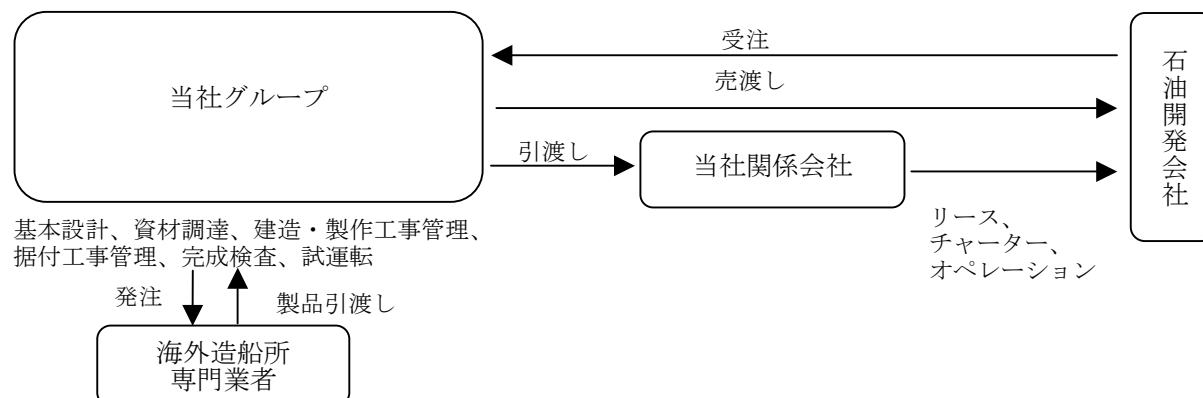 受注
当社グループ
売渡し
石油開発会社
引渡し
当社関係会社
リース、
チャーター、
オペレーション
基本設計、資材調達、建造・製作工事管理、
据付工事管理、完成検査、試運転
発注
製品引渡し
海外造船所
専門業者